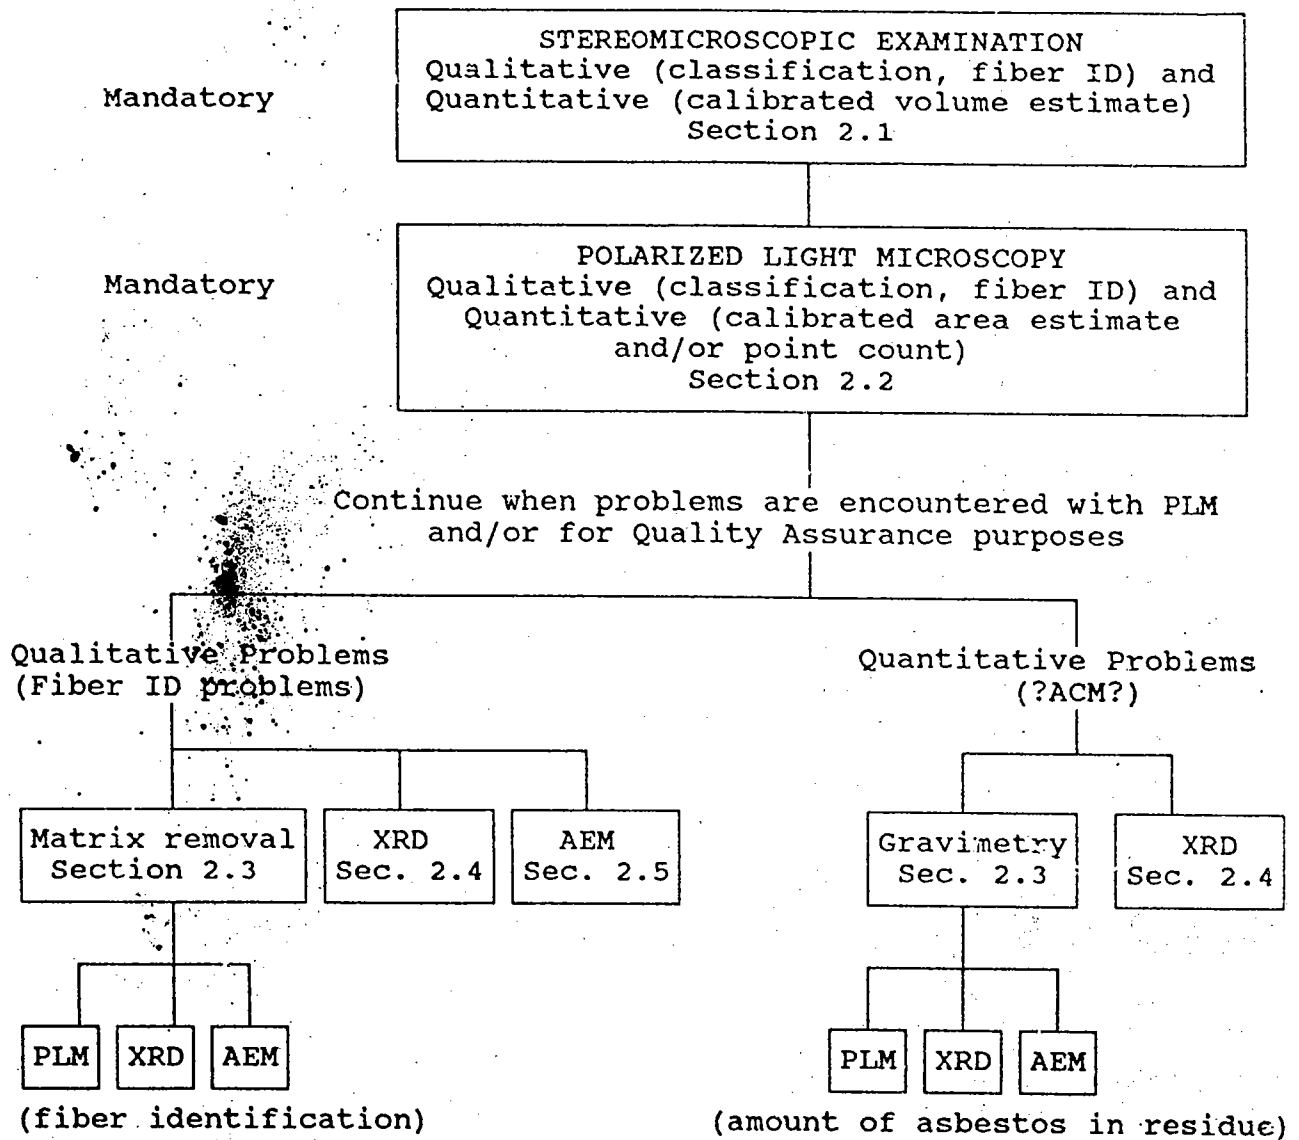 STEREOMICROSCOPIC EXAMINATION
Qualitative (classification, fiber ID) and
Quantitative (calibrated volume estimate)
Section 2.1
Mandatory
POLARIZED LIGHT MICROSCOPY
Qualitative (classification, fiber ID) and
Quantitative (calibrated area estimate
and/or point count)
Section 2.2
Mandatory
Continue when problems are encountered with PLM
and/or for Quality Assurance purposes
Qualitative Problems
(Fiber ID problems)
Quantitative Problems
(?ACM?)
Matrix removal
Section 2.3
XRD
Sec. 2.4
AEM
Sec. 2.5
Gravimetry
Sec. 2.3
XRD
Sec. 2.4
PLM
XRD
AEM
(fiber identification)
PLM
XRD
AEM
(amount of asbestos in residue)